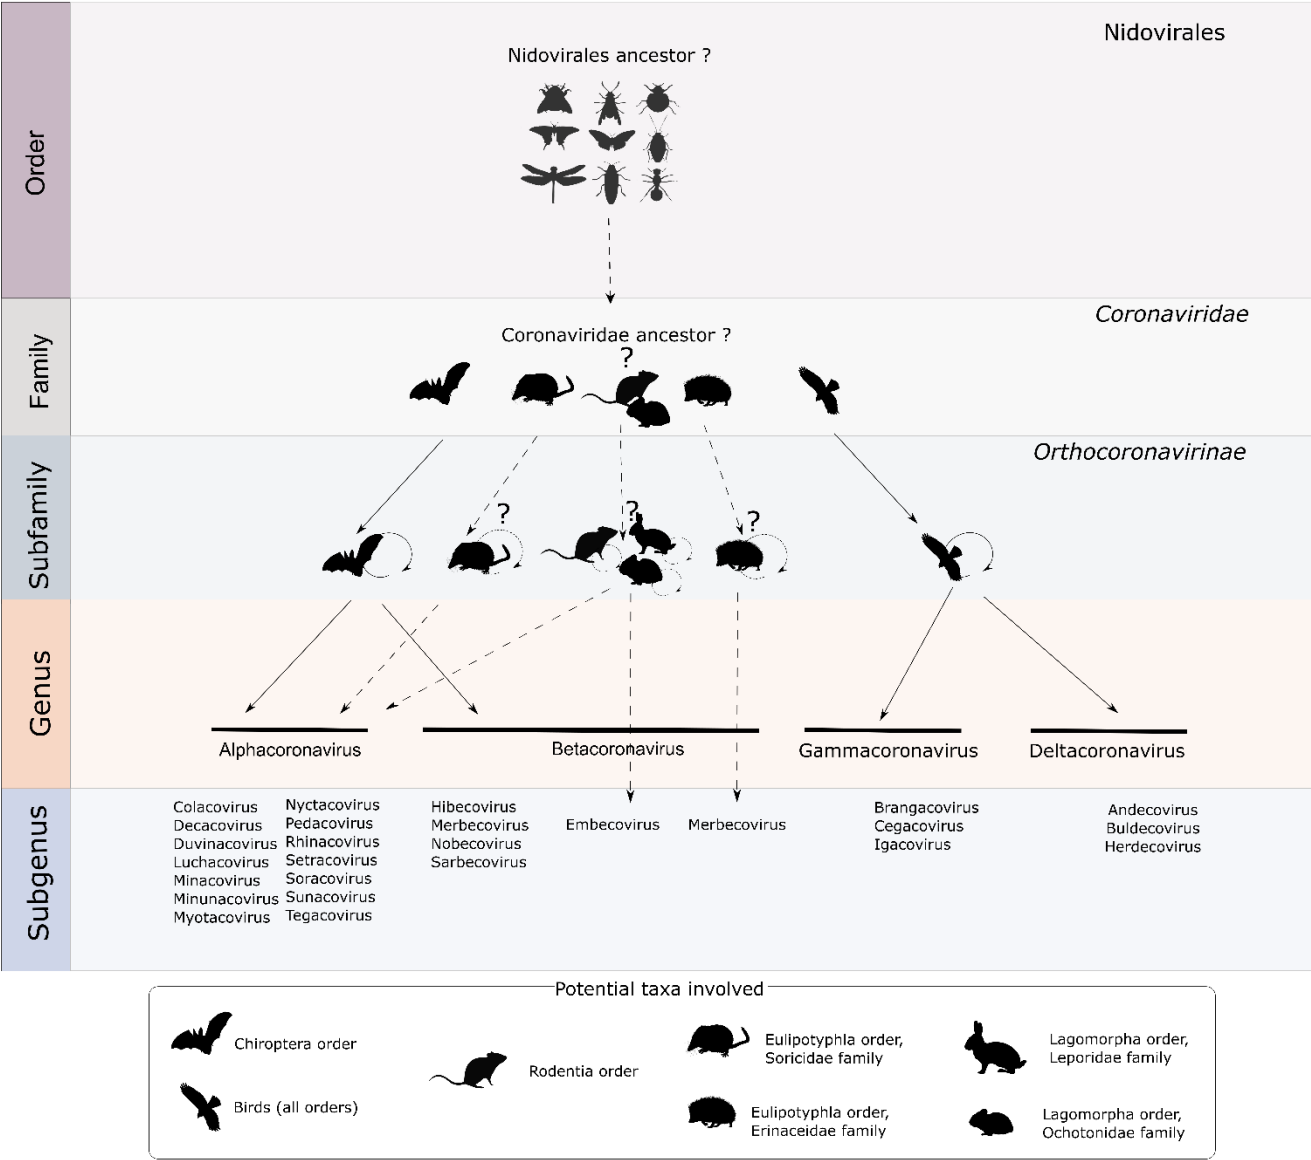 Order
Nidovirales
Nidovirales ancestor ?
Family
Coronaviridae
Coronaviridae ancestor ?
?
Subfamily
Orthocoronavirinae
?
?
?
Genus
Alphacoronavirus
Betacoronavirus
Gammacoronavirus
Deltacoronavirus
Subgenus
Colacovirus
Decacovirus
Duvinacovirus
Luchacovirus
Minacovirus
Minunacovirus
Myotacovirus
Nyctacovirus
Pedacovirus
Rhinacovirus
Setracovirus
Soracovirus
Sunacovirus
Tegacovirus
Hibecovirus
Merbecovirus
Nobecovirus
Sarbecovirus
Embecovirus
Merbecovirus
Brangacovirus
Cegacovirus
Igacovirus
Andecovirus
Buldecovirus
Herdecovirus
Potential taxa involved
Chiroptera order
Birds (all orders)
Rodentia order
Eulipotyphla order,
Soricidae family
Eulipotyphla order,
Erinaceidae family
Lagomorpha order,
Leporidae family
Lagomorpha order,
Ochotonidae family